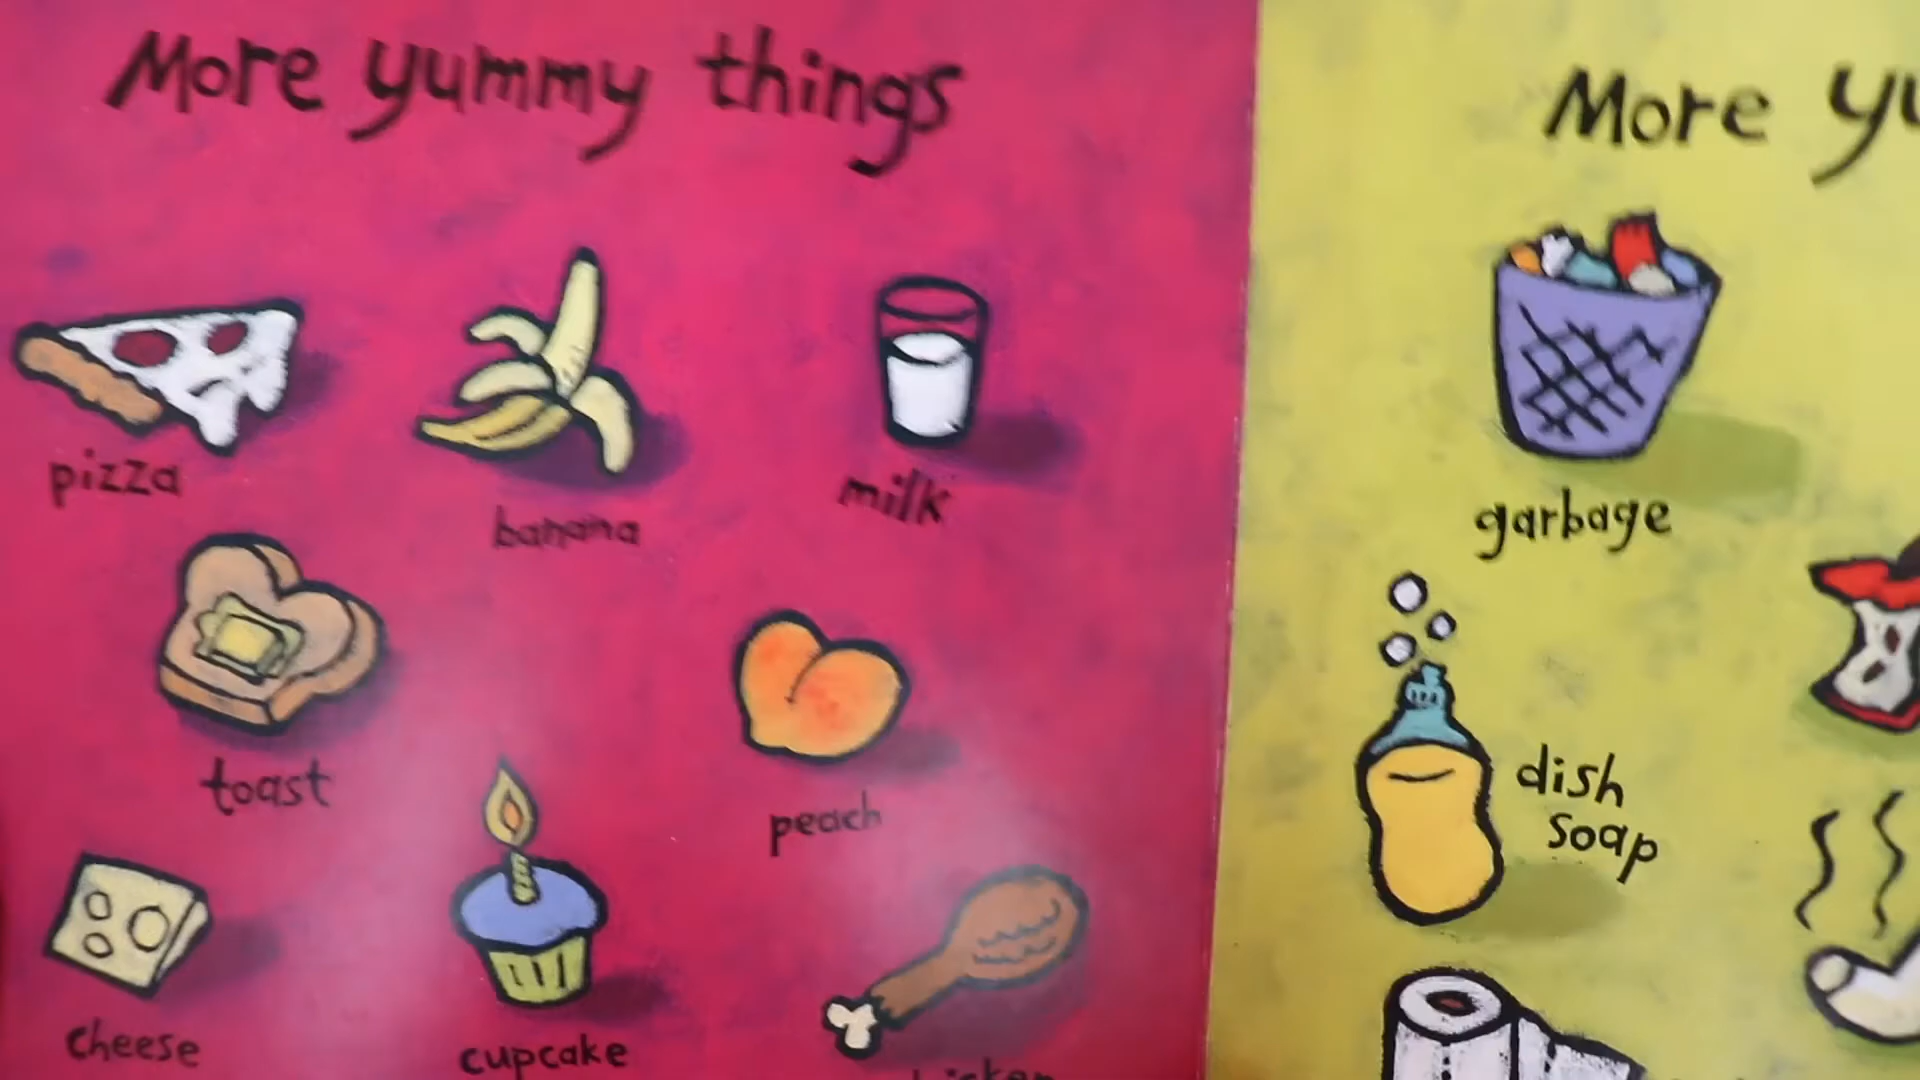 More yummy things
pizza
banana
milk
toast
peach
cheese
cupcake
More
garbage
dish
soap